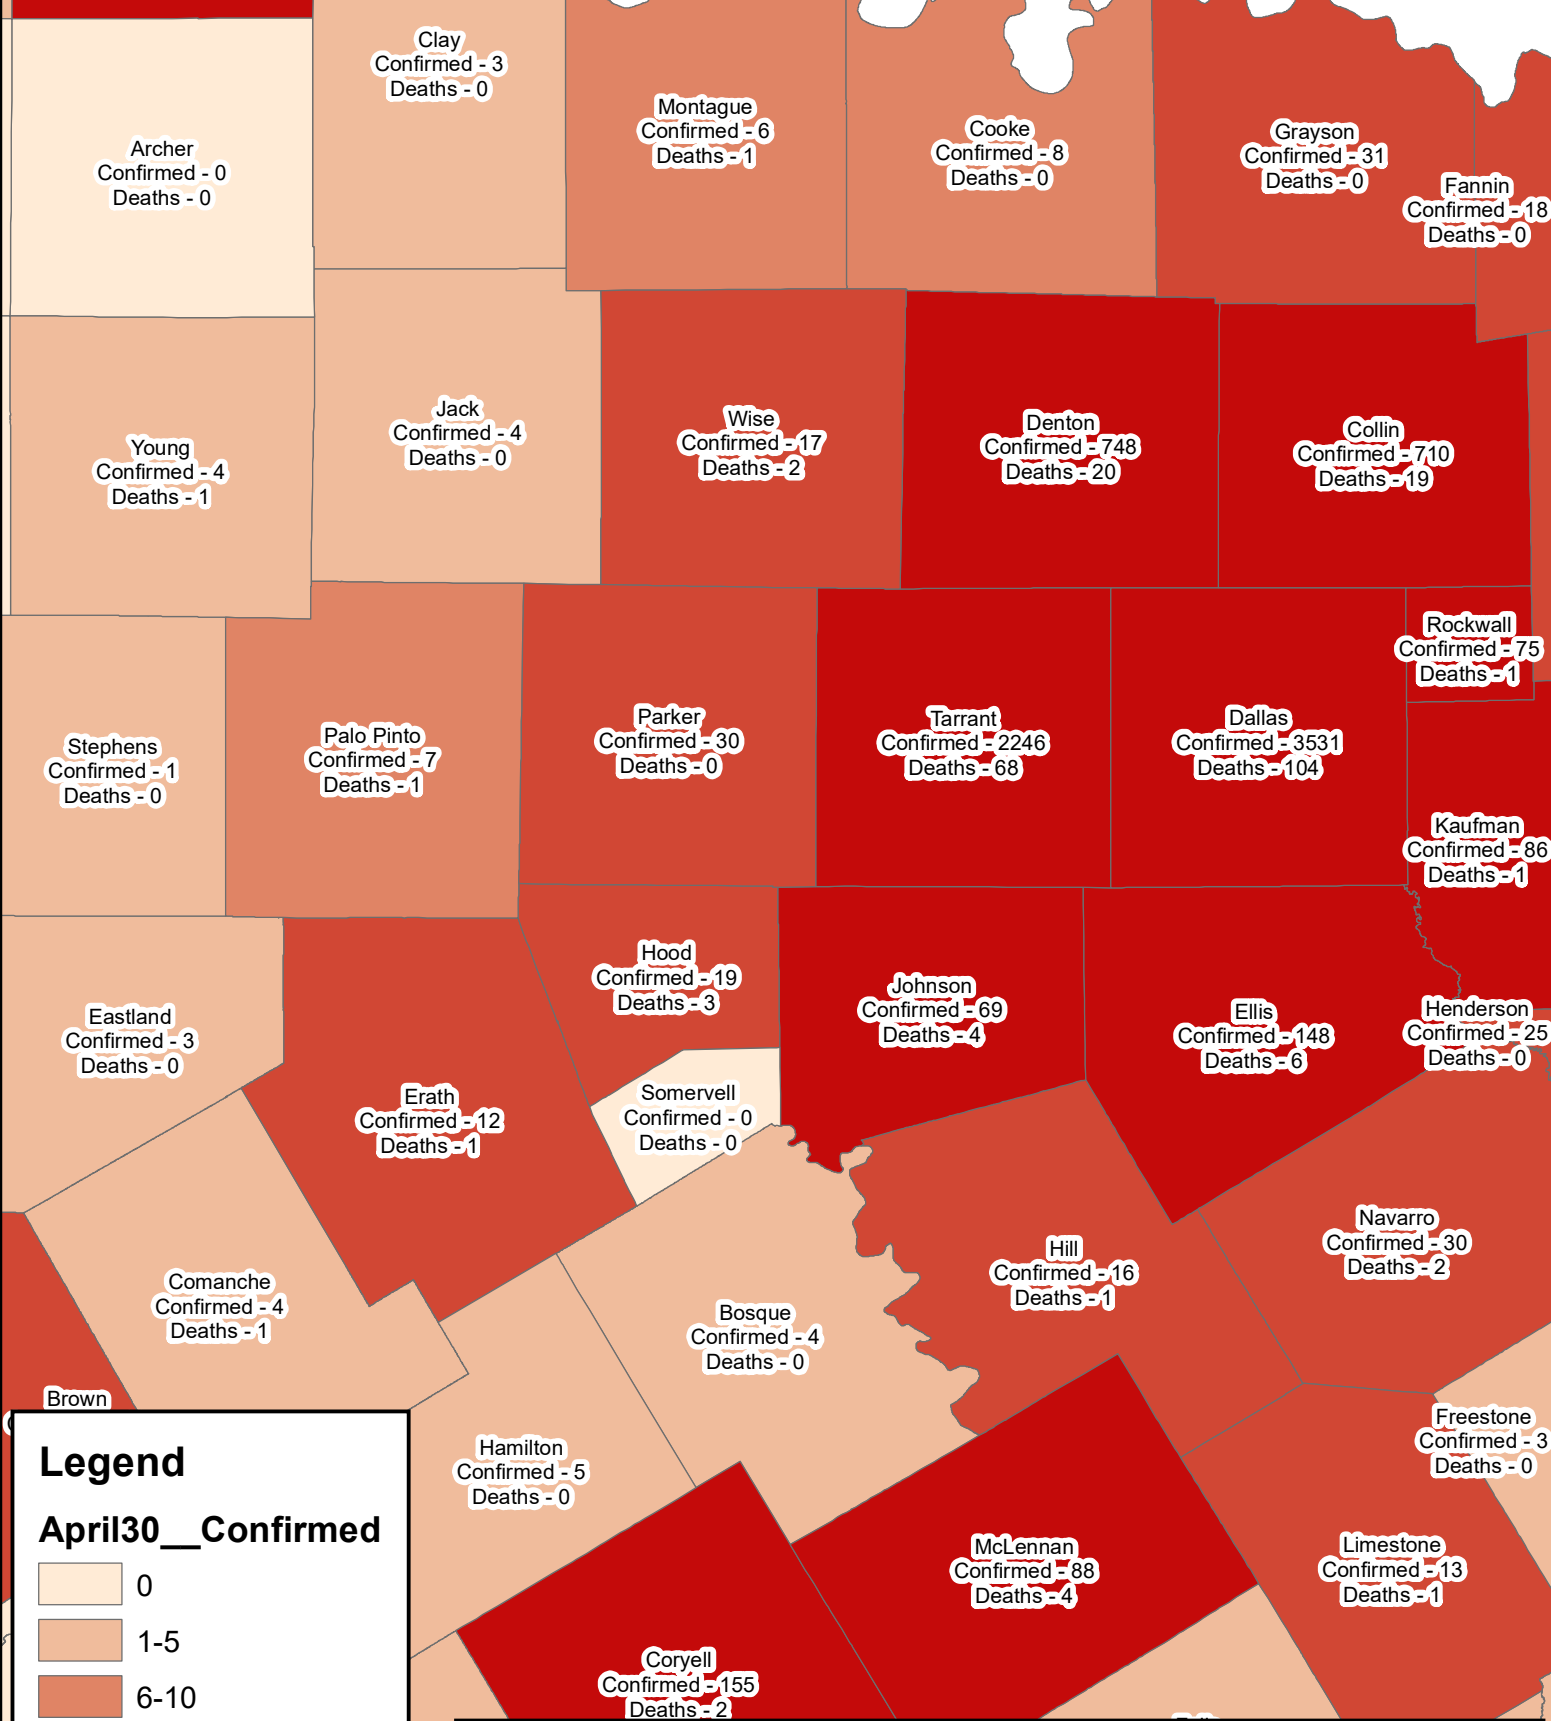 Clay
Confirmed - 3
Deaths - 0
Montague
Confirmed - 6
Deaths - 1
Cooke
Confirmed - 8
Deaths - 0
Grayson
Confirmed - 31
Deaths - 0
Archer
Confirmed - 0
Deaths - 0
Fannin
Confirmed - 18
Deaths - 0
Young
Confirmed - 4
Deaths - 1
Jack
Confirmed - 4
Deaths - 0
Wise
Confirmed - 17
Deaths - 2
Denton
Confirmed - 748
Deaths - 20
Collin
Confirmed - 710
Deaths - 19
Rockwall
Confirmed - 75
Deaths - 1
Stephens
Confirmed - 1
Deaths - 0
Palo Pinto
Confirmed - 7
Deaths - 1
Parker
Confirmed - 30
Deaths - 0
Tarrant
Confirmed - 2246
Deaths - 68
Dallas
Confirmed - 3531
Deaths - 104
Kaufman
Confirmed - 86
Deaths - 1
Eastland
Confirmed - 3
Deaths - 0
Hood
Confirmed - 19
Deaths - 3
Johnson
Confirmed - 69
Deaths - 4
Ellis
Confirmed - 148
Deaths - 6
Henderson
Confirmed - 25
Deaths - 0
Erath
Confirmed - 12
Deaths - 1
Somervell
Confirmed - 0
Deaths - 0
Comanche
Confirmed - 4
Deaths - 1
Bosque
Confirmed - 4
Deaths - 0
Hill
Confirmed - 16
Deaths - 1
Navarro
Confirmed - 30
Deaths - 2
Brown
Hamilton
Confirmed - 5
Deaths - 0
Freestone
Confirmed - 3
Deaths - 0
McLennan
Confirmed - 88
Deaths - 4
Limestone
Confirmed - 13
Deaths - 1
Coryell
Confirmed - 155
Deaths - 2
Legend
April30__Confirmed
0
1-5
6-10